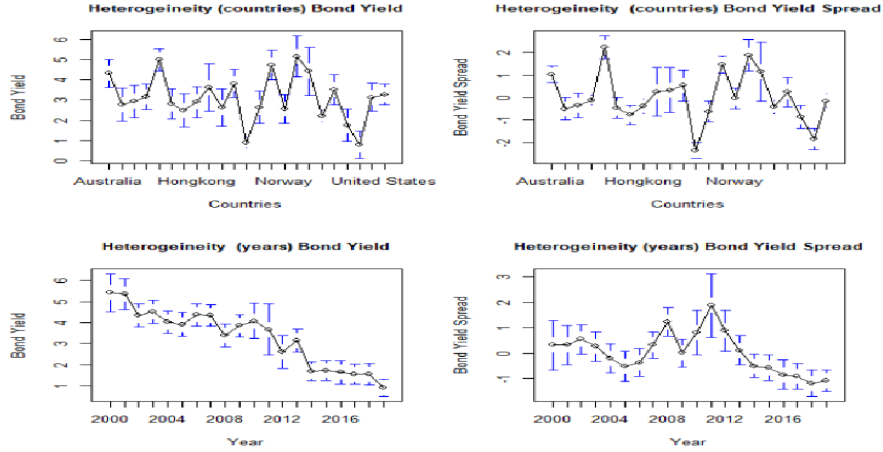 Heterogeineity (countries) Bond Yield
Bond Yield
0 1 2 3 4 5 6
Australia Hongkong Norway United States
Countries
Heterogeineity (countries) Bond Yield Spread
Bond Yield Spread
-2 -1 0 1 2
Australia Hongkong Norway
Countries
Heterogeineity (years) Bond Yield
Bond Yield
1 2 3 4 5 6
2000 2004 2008 2012 2016
Year
Heterogeineity (years) Bond Yield Spread
Bond Yield Spread
-1 0 1 2 3
2000 2004 2008 2012 2016
Year